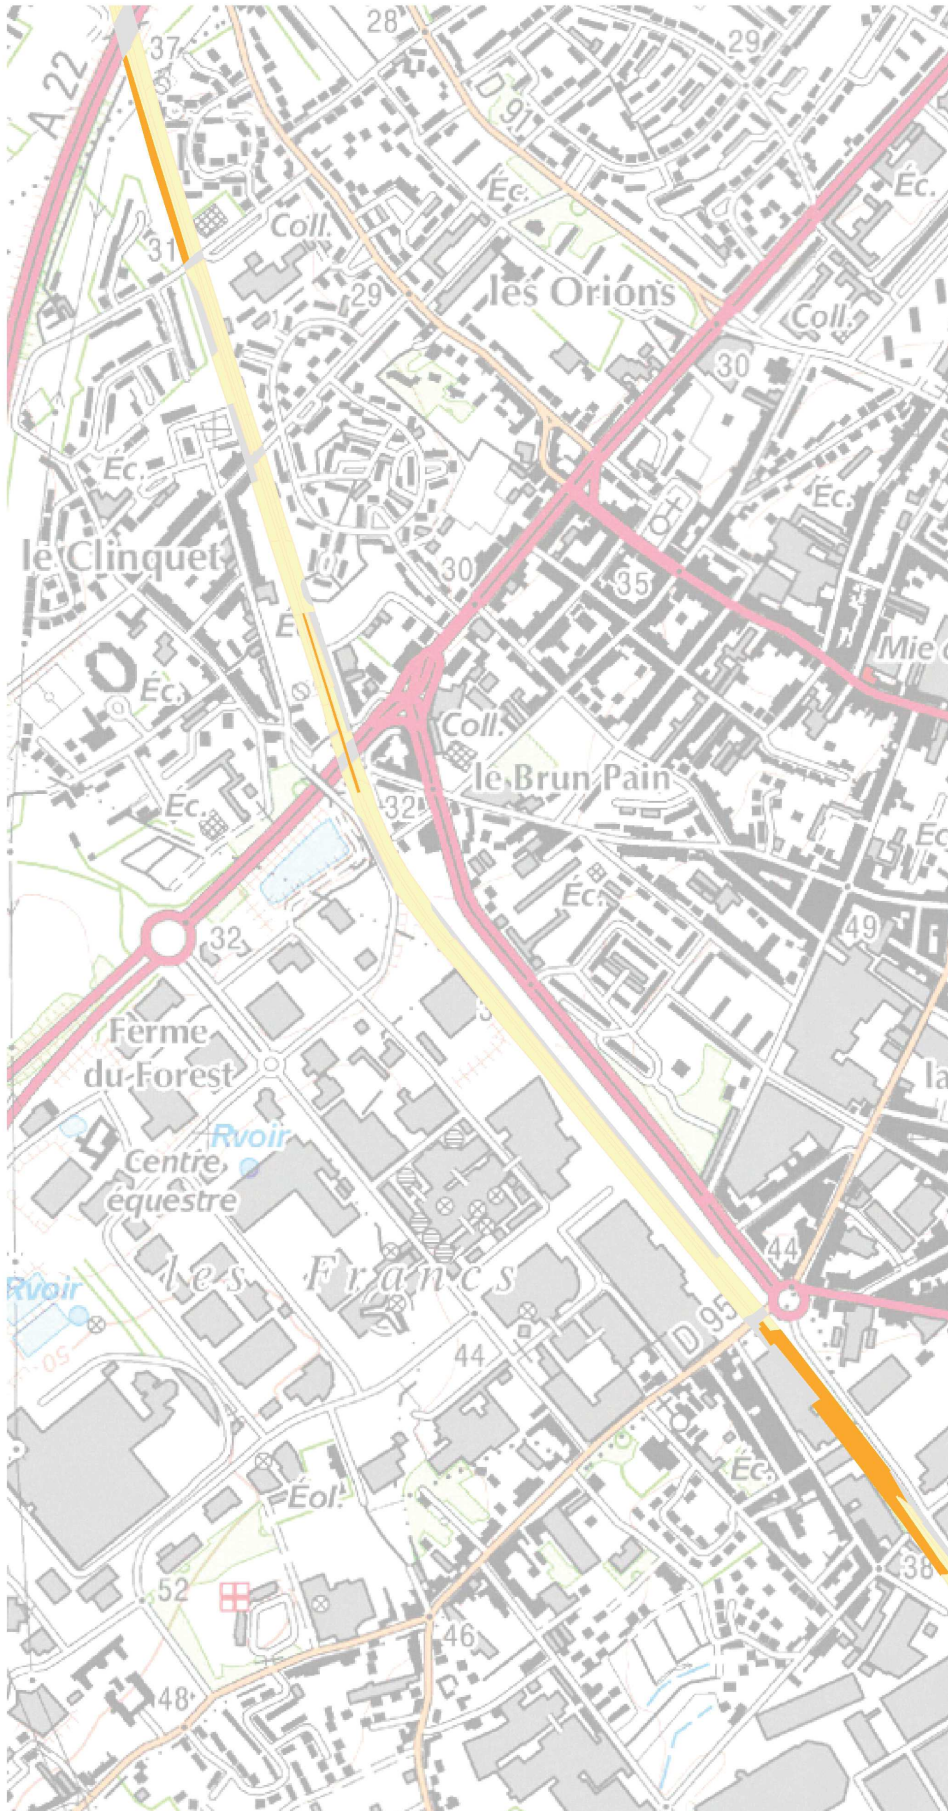 28
37
29
A 22
D 91
Éc.
Éc.
Coll.
31
29
les Orions
Coll.
30
Éc.
Éc.
le Clinquet
30
35
Mie
Éc.
Coll.
le Brun Pain
Éc.
32
Éc.
32
49
Ferme
du Forest
la
Rvoir
Centre
équestre
44
les Francs
Rvoir
D 95
50
44
Éc.
Éol.
38
52
46
48